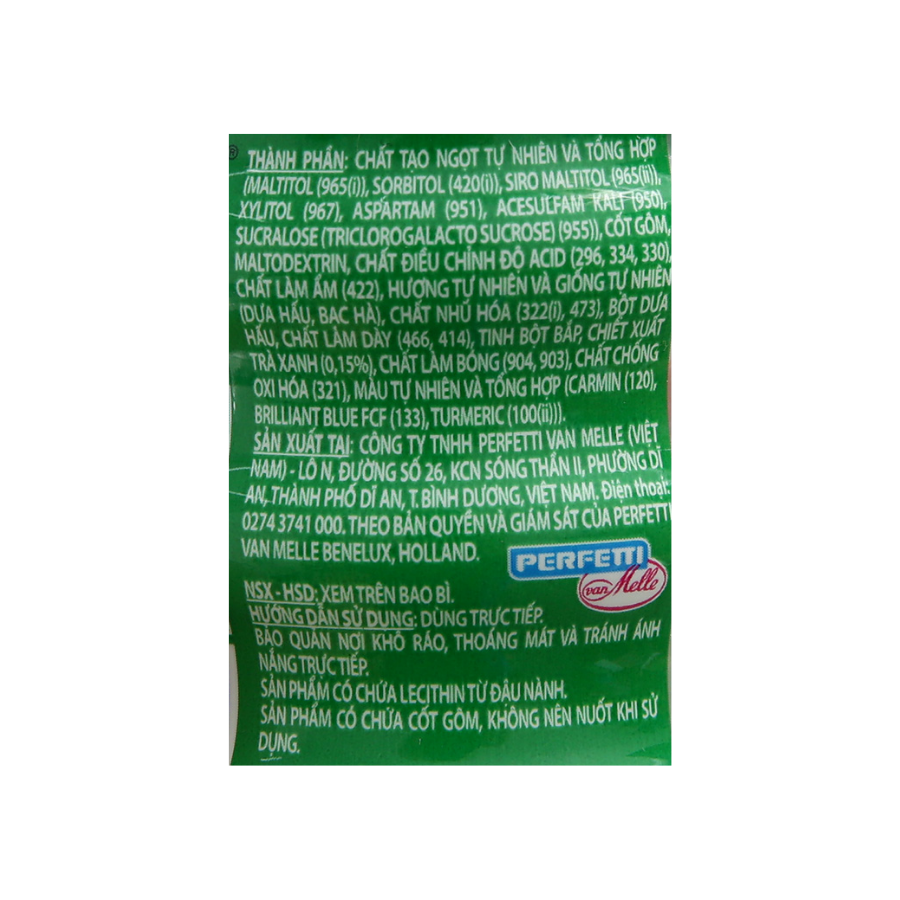 ®
THÀNH PHẦN: CHẤT TẠO NGỌT TỰ NHIÊN VÀ TỔNG HỢP
(MALTITOL (965(i)), SORBITOL (420(i)), SIRO MALTITOL (965(ii)),
XYLITOL (967), ASPARTAM (951), ACESULFAM KALI (950),
SUCRALOSE (TRICLOROGALACTO SUCROSE) (955)), CỐT GÔM,
MALTODEXTRIN, CHẤT ĐIỀU CHỈNH ĐỘ ACID (296, 334, 330),
CHẤT LÀM ẨM (422), HƯƠNG TỰ NHIÊN VÀ GIỐNG TỰ NHIÊN
(DƯA HẤU, BẠC HÀ), CHẤT NHŨ HÓA (322(i), 473), BỘT DƯA
HẤU, CHẤT LÀM DÀY (466, 414), TINH BỘT BẮP, CHIẾT XUẤT
TRÀ XANH (0,15%), CHẤT LÀM BÓNG (904, 903), CHẤT CHỐNG
OXI HÓA (321), MÀU TỰ NHIÊN VÀ TỔNG HỢP (CARMIN (120),
BRILLIANT BLUE FCF (133), TURMERIC (100(ii))).
SẢN XUẤT TẠI: CÔNG TY TNHH PERFETTI VAN MELLE (VIỆT
NAM) - LÔ N, ĐƯỜNG SỐ 26, KCN SÓNG THẦN II, PHƯỜNG DĨ
AN, THÀNH PHỐ DĨ AN, T. BÌNH DƯƠNG, VIỆT NAM. Điện thoại:
0274 3741 000. THEO BẢN QUYỀN VÀ GIÁM SÁT CỦA PERFETTI
VAN MELLE BENELUX, HOLLAND.
PERFETTI
van Melle
NSX - HSD: XEM TRÊN BAO BÌ.
HƯỚNG DẪN SỬ DỤNG: DÙNG TRỰC TIẾP.
BẢO QUẢN NƠI KHÔ RÁO, THOÁNG MÁT VÀ TRÁNH ÁNH
NẮNG TRỰC TIẾP.
SẢN PHẨM CÓ CHỨA LECITHIN TỪ ĐẬU NÀNH.
SẢN PHẨM CÓ CHỨA CỐT GÔM, KHÔNG NÊN NUỐT KHI SỬ
DỤNG.